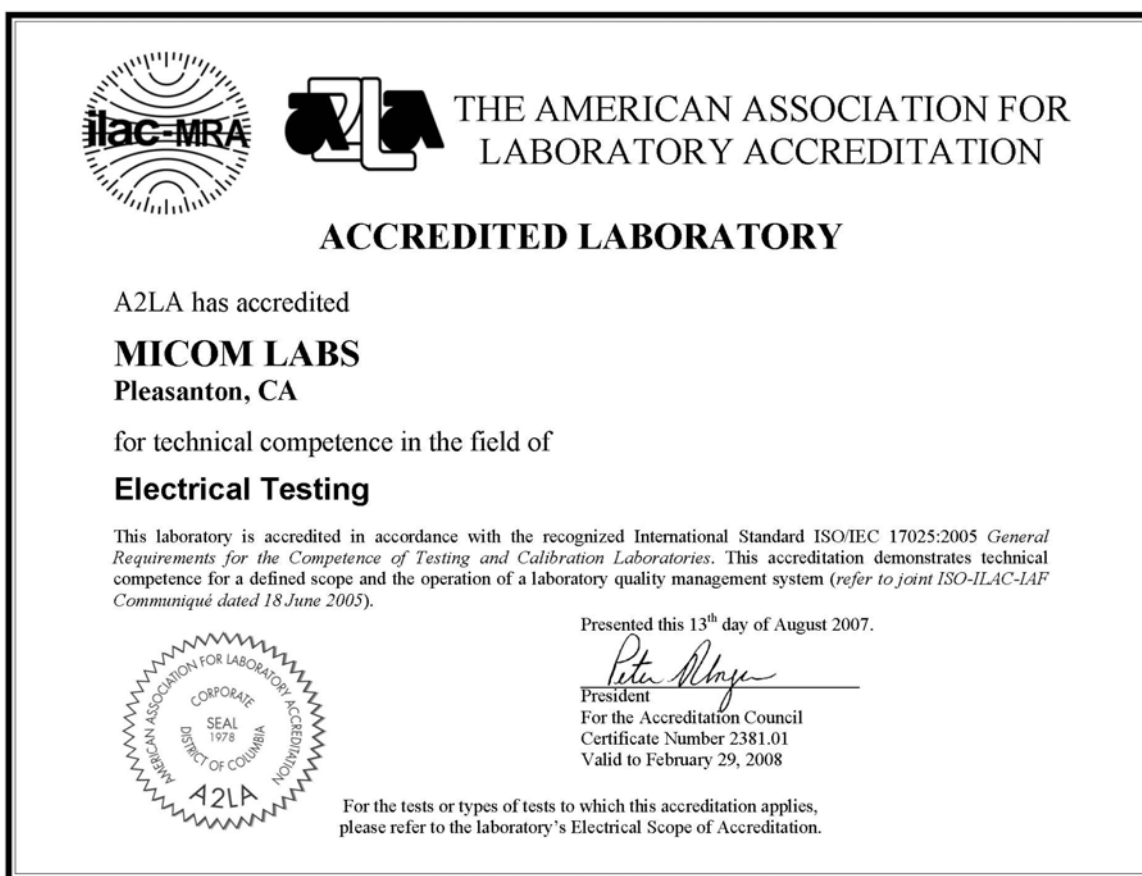 ilac-MRA
A2LA
THE AMERICAN ASSOCIATION FOR
LABORATORY ACCREDITATION
ACCREDITED LABORATORY
A2LA has accredited
MICOM LABS
Pleasanton, CA
for technical competence in the field of
Electrical Testing
This laboratory is accredited in accordance with the recognized International Standard ISO/IEC 17025:2005 General
Requirements for the Competence of Testing and Calibration Laboratories. This accreditation demonstrates technical
competence for a defined scope and the operation of a laboratory quality management system (refer to joint ISO-ILAC-IAF
Communiqué dated 18 June 2005).
Presented this 13th day of August 2007.
President
For the Accreditation Council
Certificate Number 2381.01
Valid to February 29, 2008
AMERICAN ASSOCIATION FOR LABORATORY ACCREDITATION
CORPORATE
SEAL
1978
DISTRICT OF COLUMBIA
A2LA
For the tests or types of tests to which this accreditation applies,
please refer to the laboratory's Electrical Scope of Accreditation.